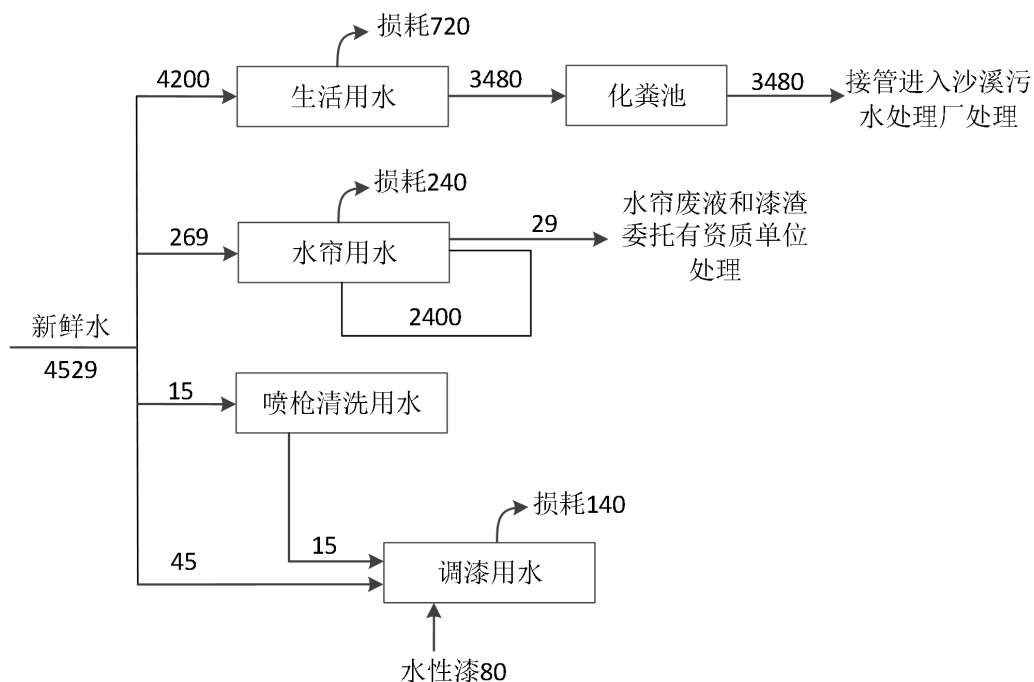 损耗720
4200
生活用水
3480
化粪池
3480
接管进入沙溪污
水处理厂处理
损耗240
269
水帘用水
29
水帘废液和漆渣
委托有资质单位
处理
2400
新鲜水
4529
15
喷枪清洗用水
损耗140
15
45
调漆用水
水性漆80